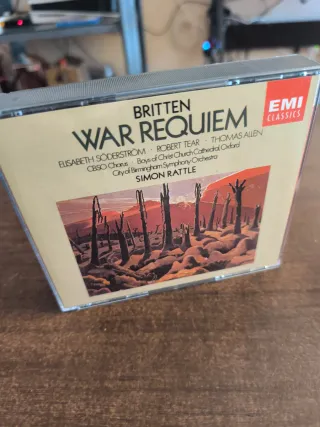 BRITTEN
WAR REQUIEM
ELISABETH SÖDERSTRÖM · ROBERT TEAR · THOMAS ALLEN
CBSO Chorus · Boys of Christ Church Cathedral, Oxford
City of Birmingham Symphony Orchestra
SIMON RATTLE
EMI
CLASSICS